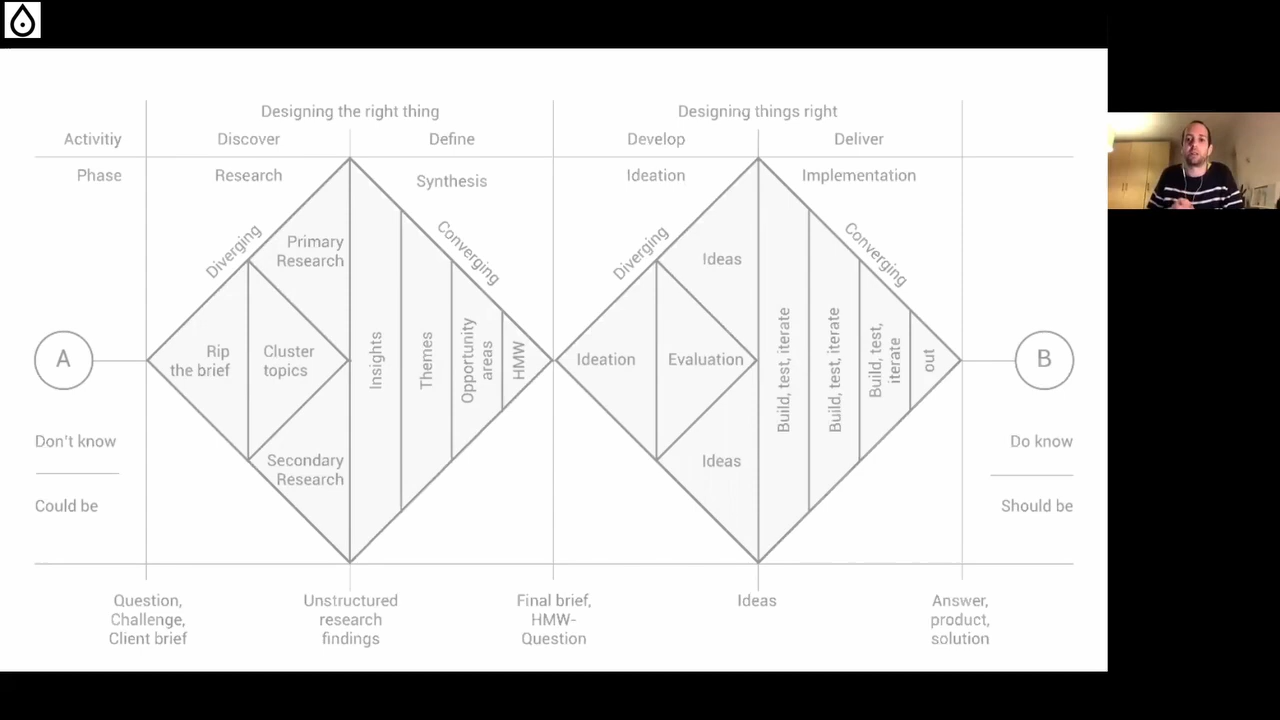 Designing the right thing
Designing things right
Activitiy
Discover
Define
Develop
Deliver
Phase
Research
Synthesis
Ideation
Implementation
Diverging
Converging
Diverging
Converging
Primary
Research
Ideas
A
Rip
the brief
Cluster
topics
Insights
Themes
Opportunity
areas
HMW
Ideation
Evaluation
Build, test, iterate
Build, test, iterate
Build, test,
iterate
out
B
Don't know
Could be
Secondary
Research
Ideas
Do know
Should be
Question,
Challenge,
Client brief
Unstructured
research
findings
Final brief,
HMW-
Question
Ideas
Answer,
product,
solution